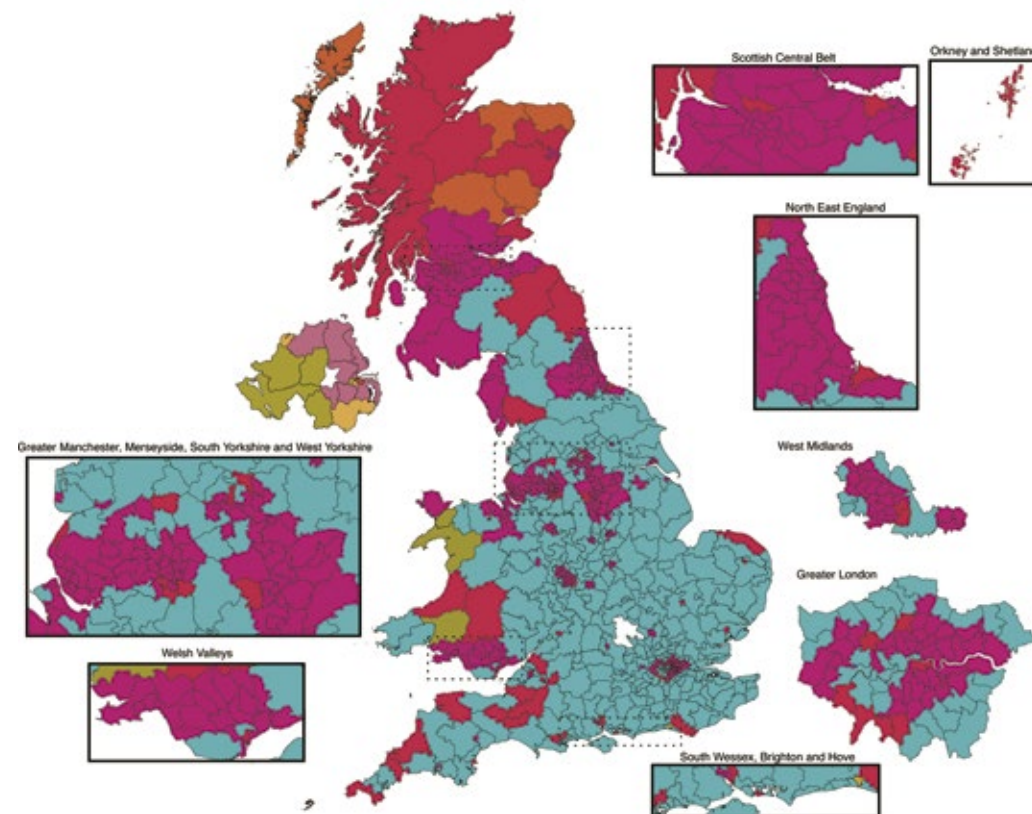 Scottish Central Belt
Orkney and Shetland
North East England
Greater Manchester, Merseyside, South Yorkshire and West Yorkshire
West Midlands
Greater London
Welsh Valleys
South Wessex, Brighton and Hove